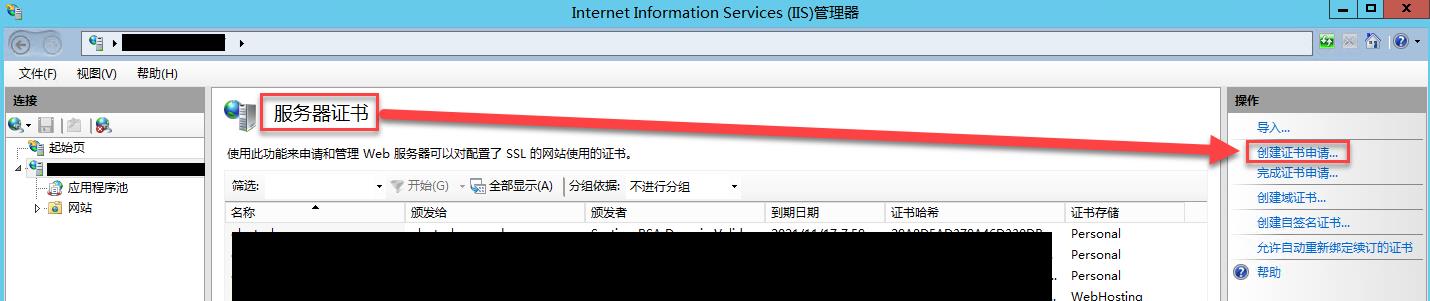 Internet Information Services (IIS)管理器
文件(F) 视图(V) 帮助(H)
连接
起始页
应用程序池
网站
服务器证书
使用此功能来申请和管理 Web 服务器可以对配置了 SSL 的网站使用的证书。
筛选: 开始(G) 全部显示(A) 分组依据: 不进行分组
名称 颁发给 颁发者 到期日期 证书哈希 证书存储
Personal
Personal
Personal
WebHosting
操作
导入...
创建证书申请...
完成证书申请...
创建域证书...
创建自签名证书...
允许自动重新绑定续订的证书
帮助